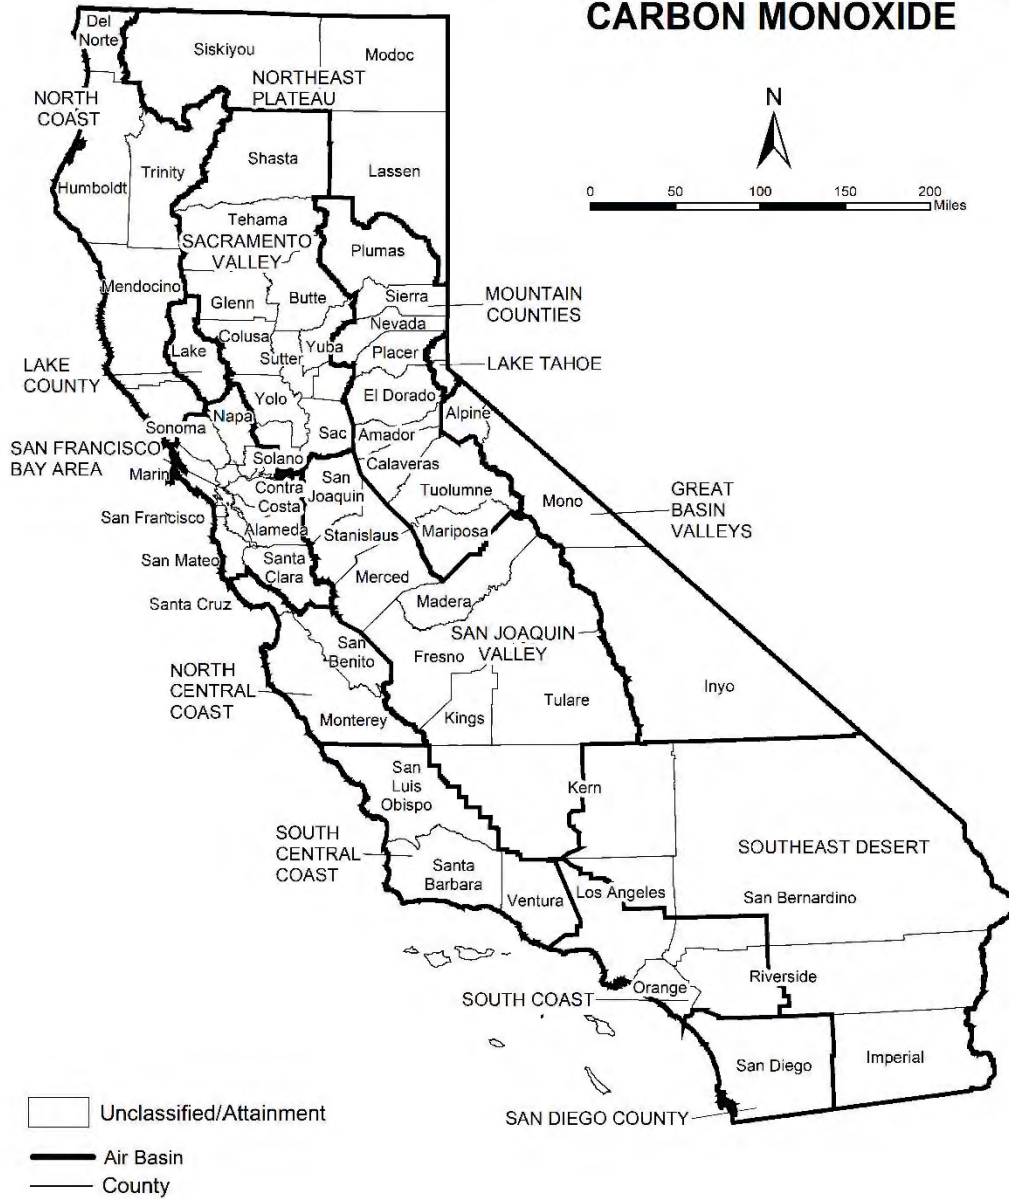 CARBON MONOXIDE
N
0 50 100 150 200
Miles
Del
Norte
Siskiyou
Modoc
NORTHEAST
PLATEAU
NORTH
COAST
Humboldt
Trinity
Shasta
Lassen
Tehama
SACRAMENTO
VALLEY
Plumas
Mendocino
Glenn
Butte
Sierra
MOUNTAIN
COUNTIES
Nevada
Colusa
Yuba
Sutter
Placer
LAKE TAHOE
Lake
LAKE
COUNTY
Yolo
El Dorado
Napa
Alpine
Sonoma
Sac
Amador
SAN FRANCISCO
BAY AREA
Solano
Calaveras
Marin
Contra
Costa
San
Joaquin
Tuolumne
Mono
GREAT
BASIN
VALLEYS
San Francisco
Alameda
Stanislaus
Mariposa
San Mateo
Santa
Clara
Merced
Santa Cruz
Madera
San
Benito
SAN JOAQUIN
VALLEY
Fresno
NORTH
CENTRAL
COAST
Inyo
Tulare
Monterey
Kings
San
Luis
Obispo
Kern
SOUTH
CENTRAL
COAST
SOUTHEAST DESERT
Santa
Barbara
Ventura
Los Angeles
San Bernardino
Riverside
Orange
SOUTH COAST
San Diego
Imperial
SAN DIEGO COUNTY
Unclassified/Attainment
Air Basin
County